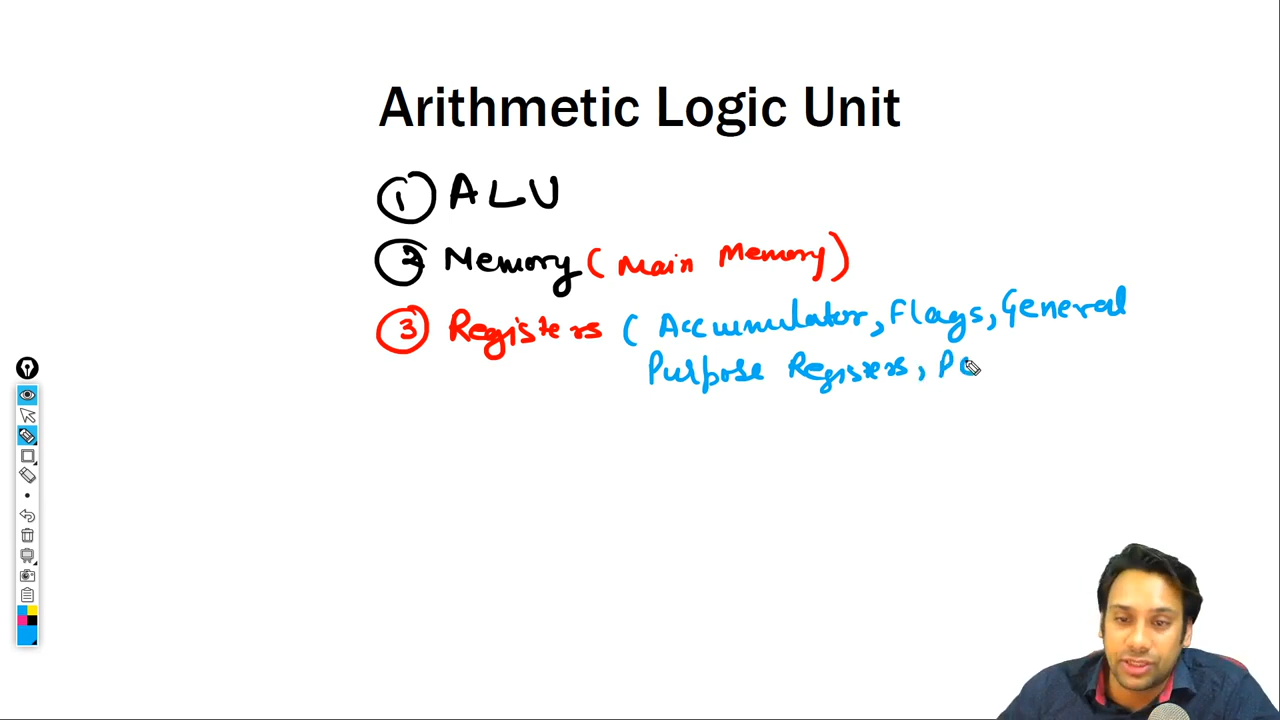 Arithmetic Logic Unit
① ALU
② Memory (Main Memory)
③ Registers (Accumulator, Flags, General
Purpose Registers, P